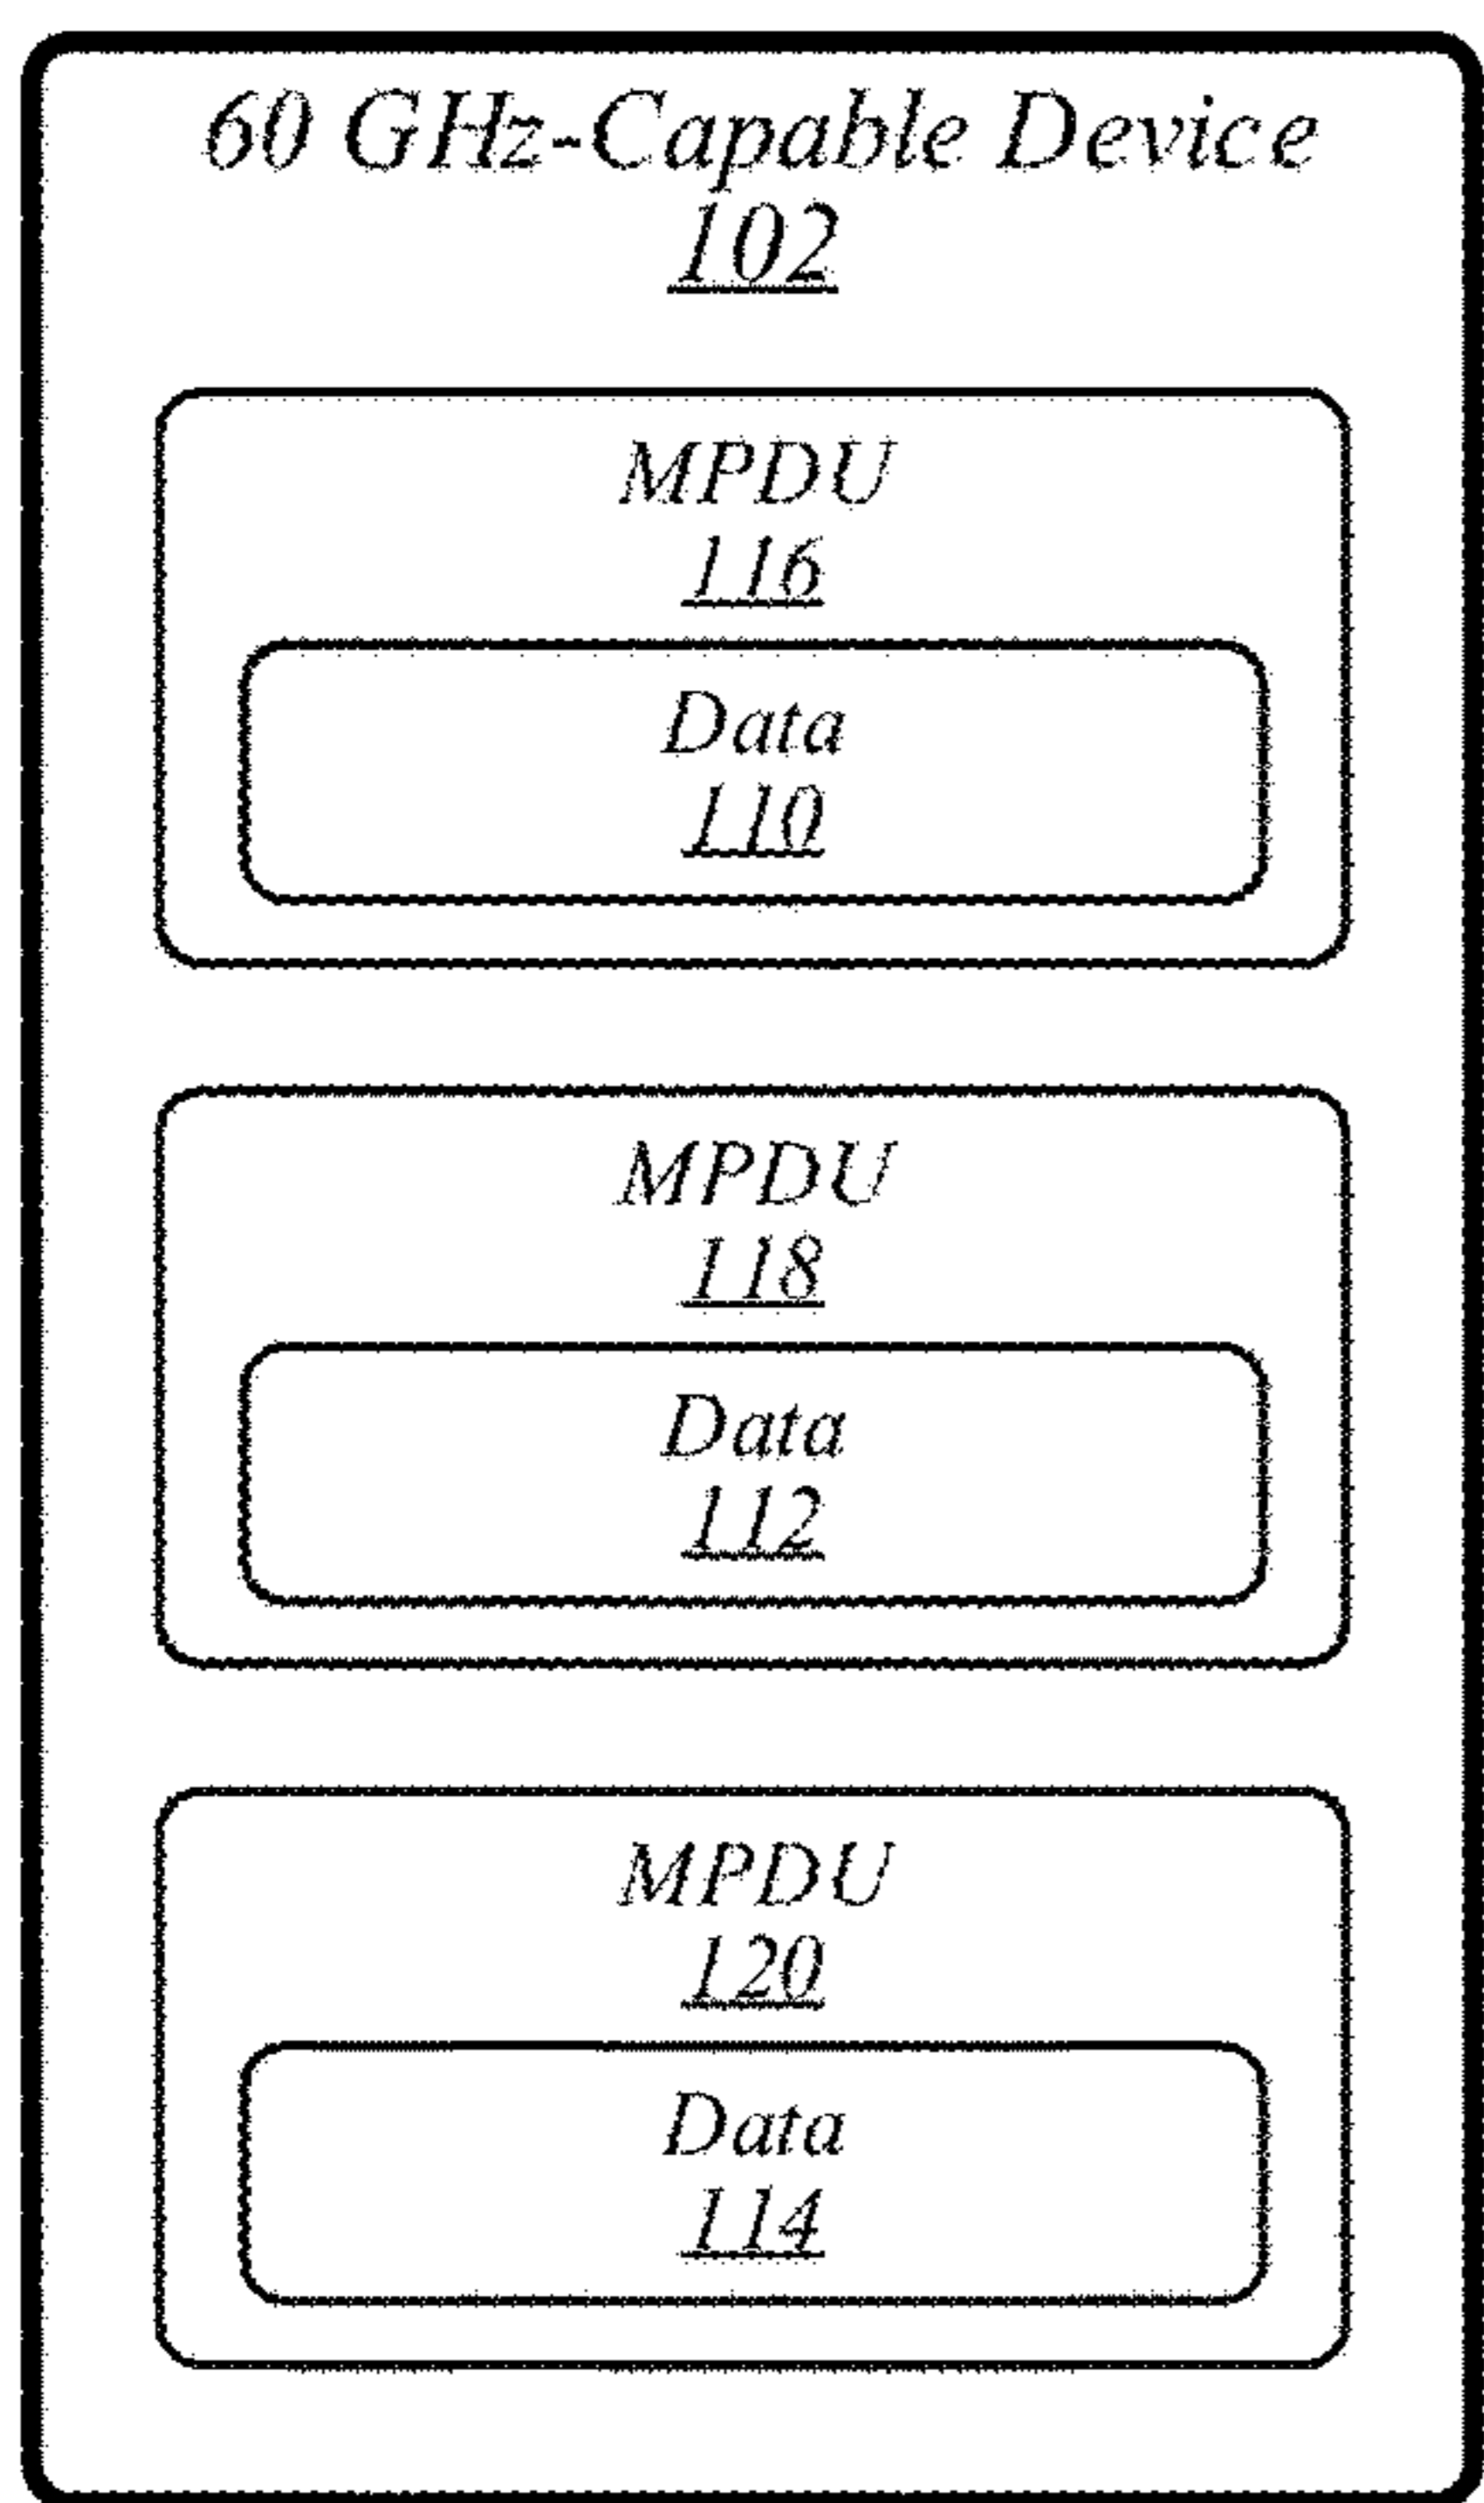 60 GHz-Capable Device
102
MPDU
116
Data
110
MPDU
118
Data
112
MPDU
120
Data
114